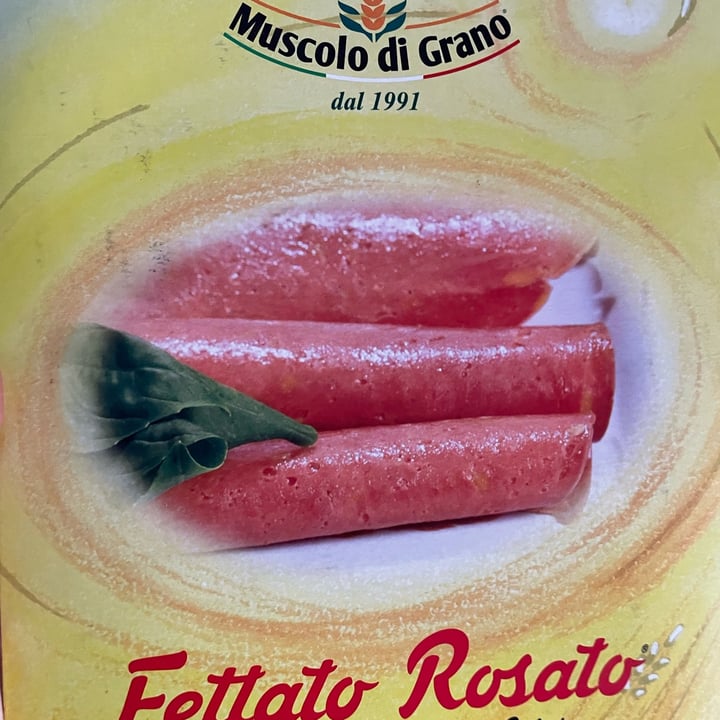 Muscolo di Grano®
dal 1991
Fettato Rosato®